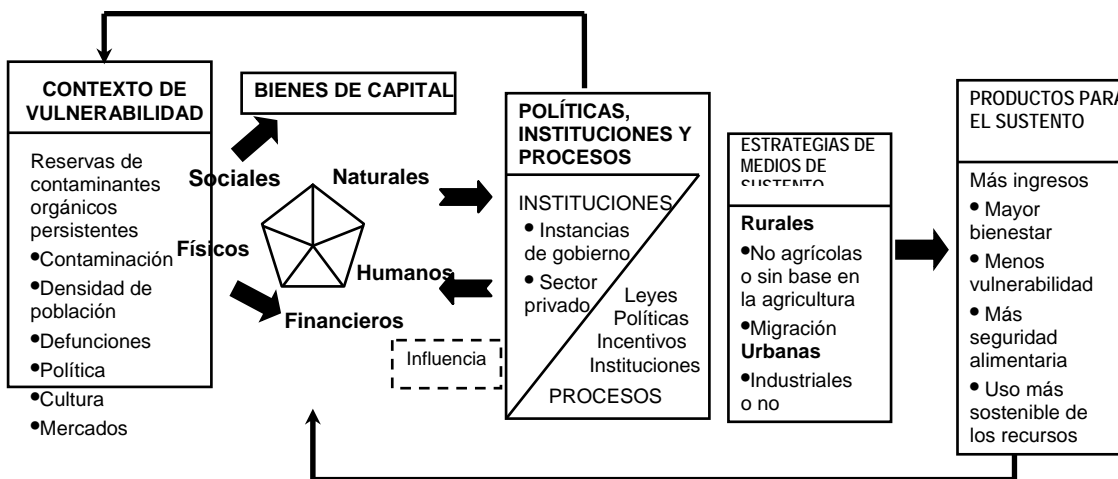 CONTEXTO DE
VULNERABILIDAD
Reservas de
contaminantes
orgánicos
persistentes
•Contaminación
•Densidad de
población
•Defunciones
•Política
•Cultura
•Mercados
BIENES DE CAPITAL
Sociales
Naturales
Físicos
Humanos
Financieros
Influencia
POLÍTICAS,
INSTITUCIONES Y
PROCESOS
INSTITUCIONES
• Instancias
de gobierno
• Sector
privado
Leyes
Políticas
Incentivos
Instituciones
PROCESOS
ESTRATEGIAS DE
MEDIOS DE
SUSTENTO
Rurales
•No agrícolas
o sin base en
la agricultura
•Migración
Urbanas
•Industriales
o no
PRODUCTOS PARA
EL SUSTENTO
Más ingresos
• Mayor
bienestar
• Menos
vulnerabilidad
• Más
seguridad
alimentaria
• Uso más
sostenible de
los recursos